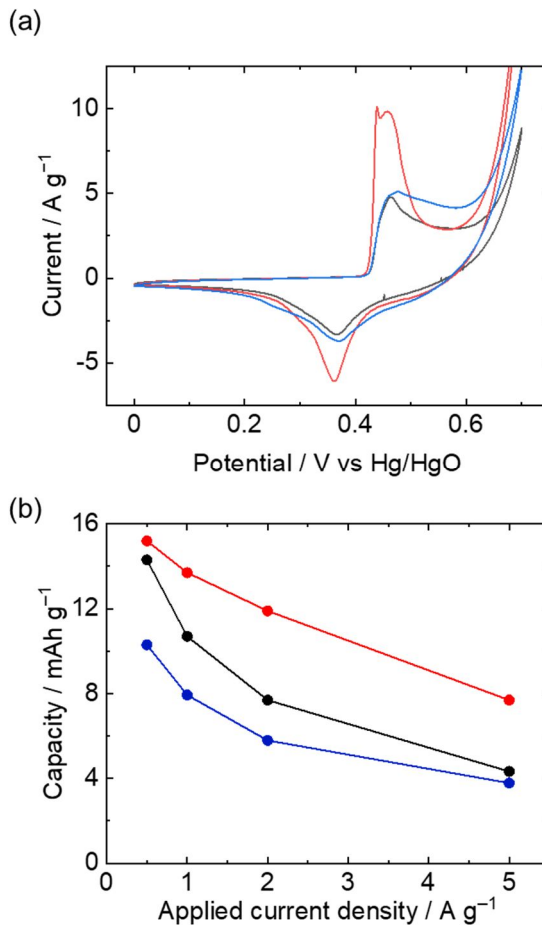 (a)
10
5
0
-5
Current / A g⁻¹
0 0.2 0.4 0.6
Potential / V vs Hg/HgO
(b)
16
12
8
4
0
Capacity / mAh g⁻¹
0 1 2 3 4 5
Applied current density / A g⁻¹